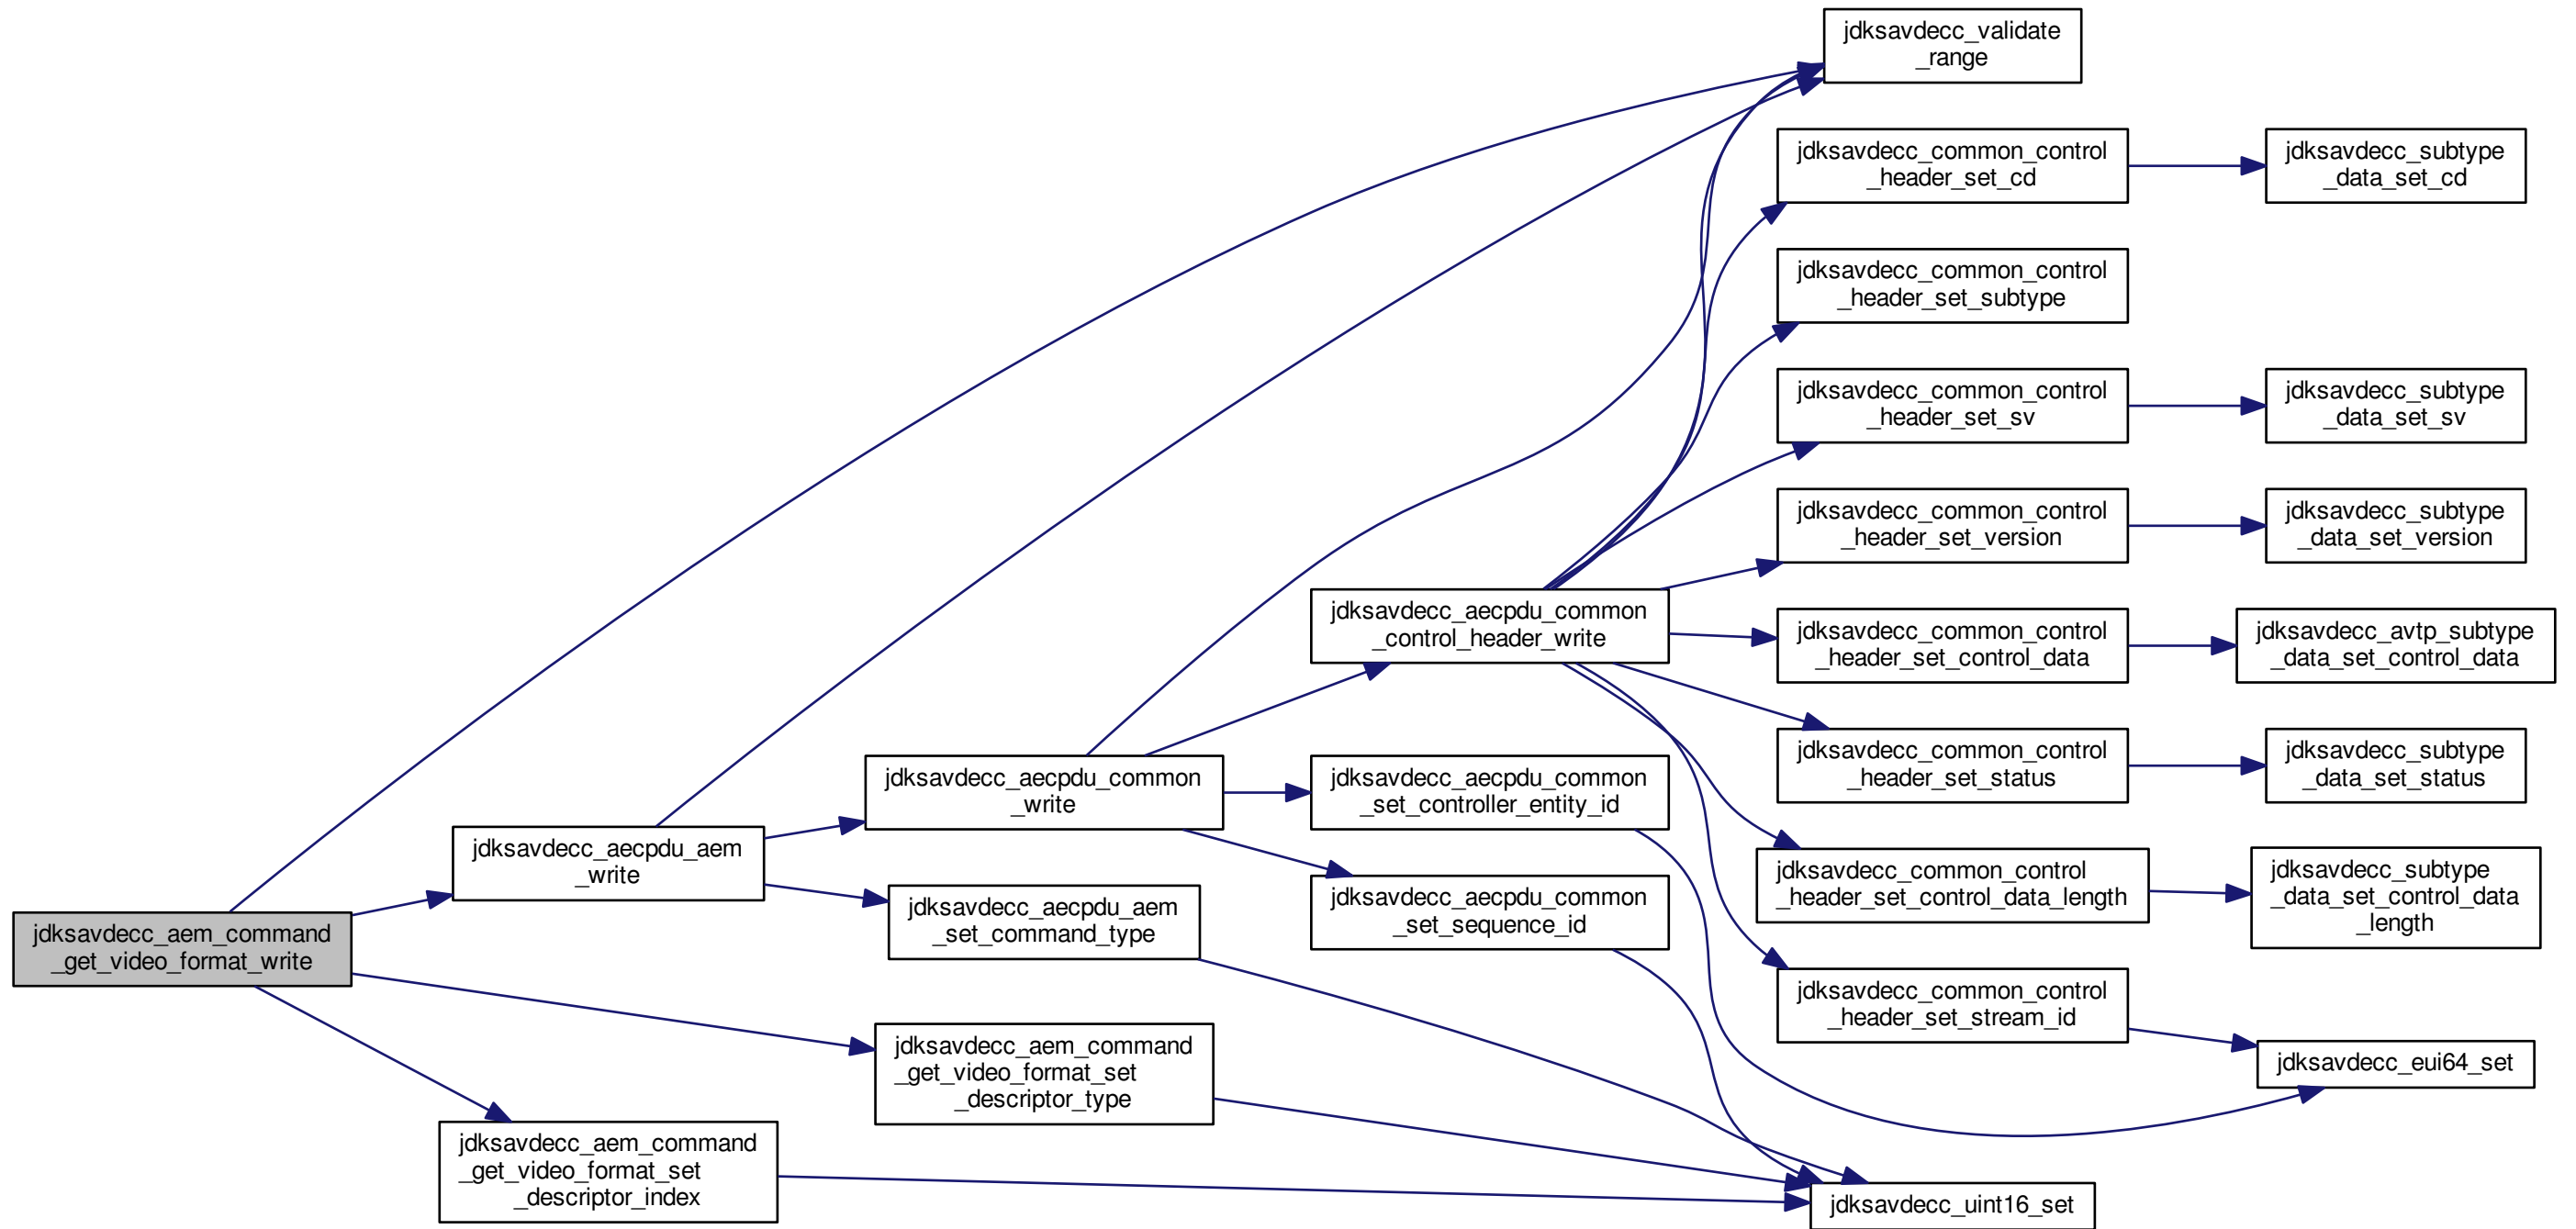 jdksavdecc_validate
_range
jdksavdecc_common_control
_header_set_cd
jdksavdecc_subtype
_data_set_cd
jdksavdecc_common_control
_header_set_subtype
jdksavdecc_common_control
_header_set_sv
jdksavdecc_subtype
_data_set_sv
jdksavdecc_common_control
_header_set_version
jdksavdecc_subtype
_data_set_version
jdksavdecc_aecpdu_common
_control_header_write
jdksavdecc_common_control
_header_set_control_data
jdksavdecc_avtp_subtype
_data_set_control_data
jdksavdecc_common_control
_header_set_status
jdksavdecc_subtype
_data_set_status
jdksavdecc_aecpdu_common
_write
jdksavdecc_aecpdu_common
_set_controller_entity_id
jdksavdecc_aecpdu_aem
_write
jdksavdecc_common_control
_header_set_control_data_length
jdksavdecc_subtype
_data_set_control_data
_length
jdksavdecc_aecpdu_aem
_set_command_type
jdksavdecc_aecpdu_common
_set_sequence_id
jdksavdecc_aem_command
_get_video_format_write
jdksavdecc_common_control
_header_set_stream_id
jdksavdecc_eui64_set
jdksavdecc_aem_command
_get_video_format_set
_descriptor_type
jdksavdecc_aem_command
_get_video_format_set
_descriptor_index
jdksavdecc_uint16_set